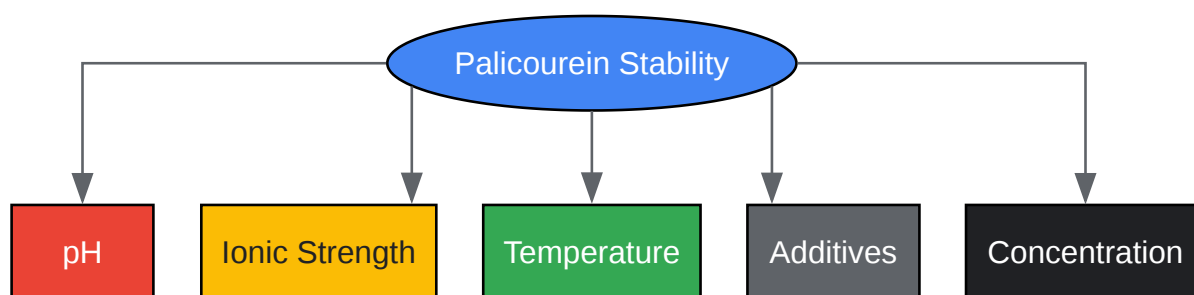 Palicourein Stability
pH
Ionic Strength
Temperature
Additives
Concentration